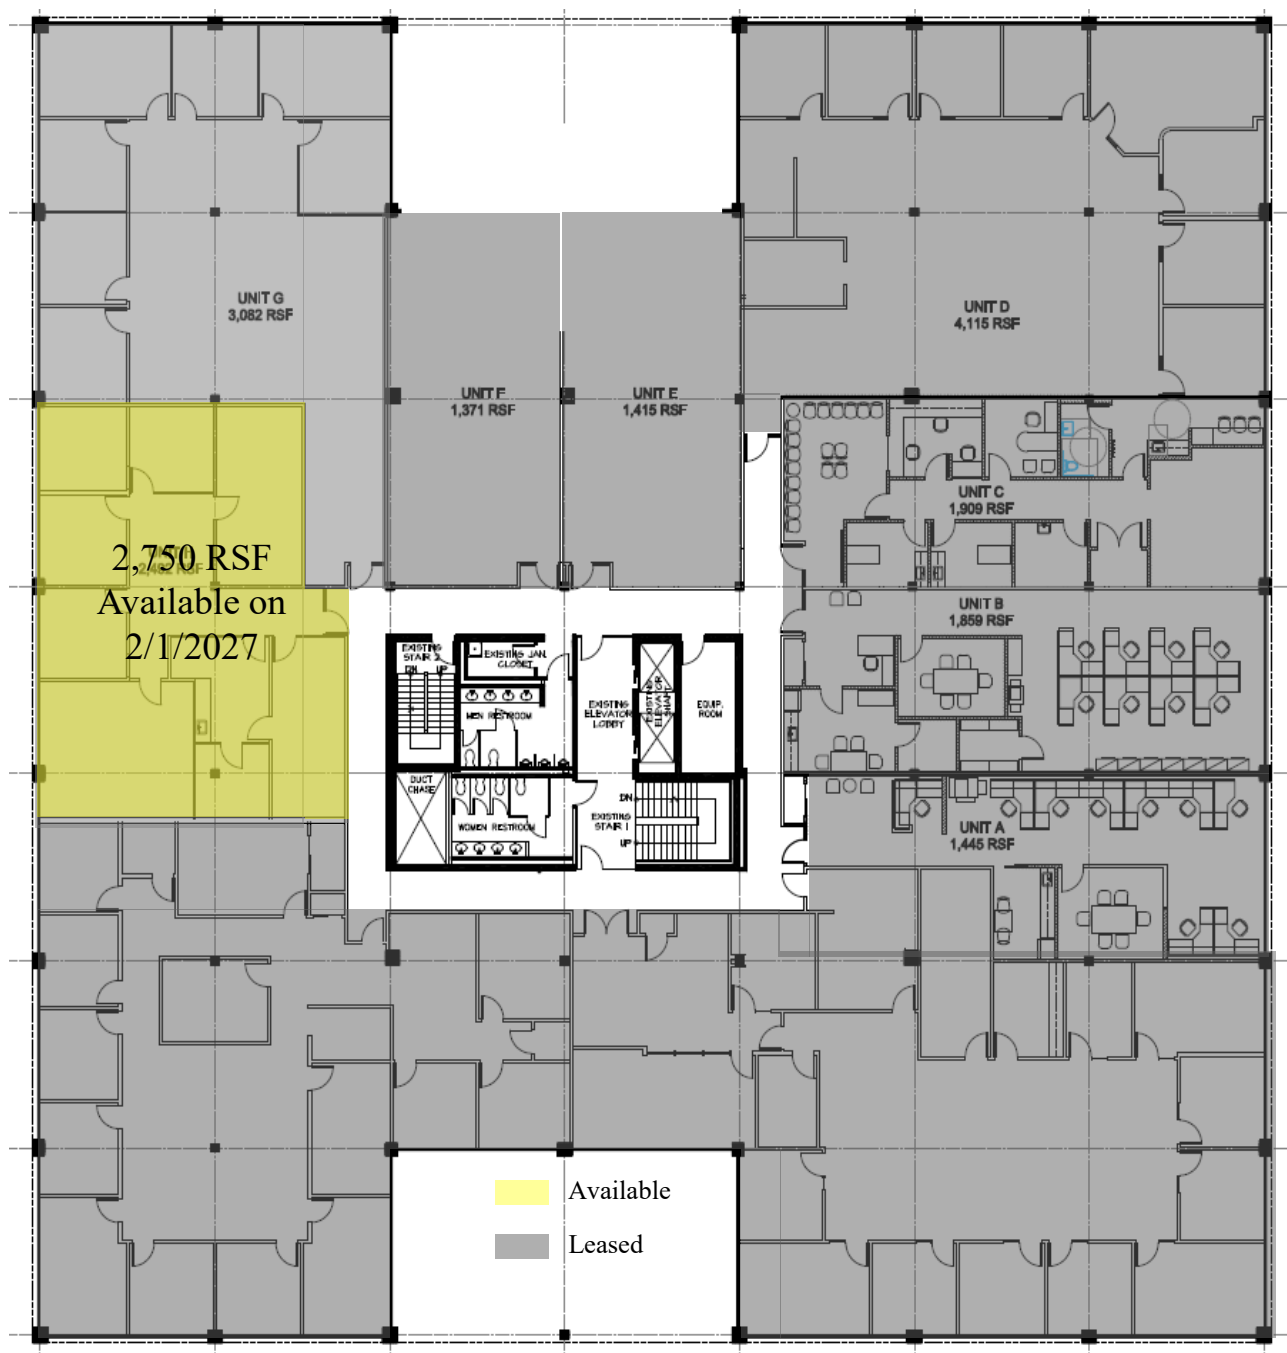 UNIT G
3,082 RSF
UNIT D
4,115 RSF
UNIT F
1,371 RSF
UNIT E
1,415 RSF
UNIT C
1,909 RSF
2,750 RSF
Available on
2/1/2027
UNIT B
1,859 RSF
EXISTING
STAIR 2
DN UP
EXISTING JAN.
CLOSET
MEN RESTROOM
EXISTING
ELEVATOR
LOBBY
EXISTING
ELEVATOR
SHAFT
EQUIP.
ROOM
DUCT
CHASE
WOMEN RESTROOM
DN
EXISTING
STAIR 1
UP
UNIT A
1,445 RSF
Available
Leased